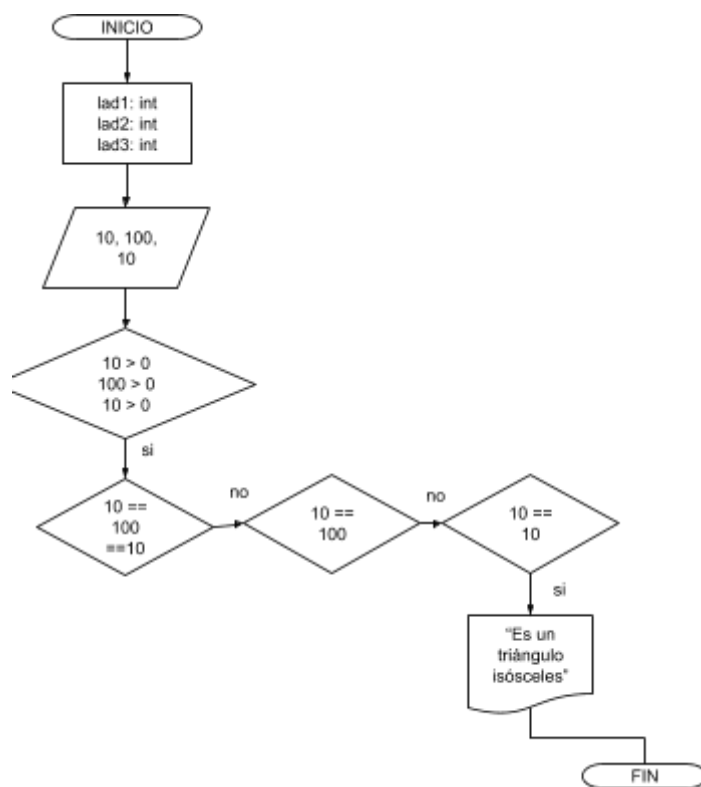 INICIO
lad1: int
lad2: int
lad3: int
10, 100,
10
10 > 0
100 > 0
10 > 0
si
10 ==
100
==10
no
10 ==
100
no
10 ==
10
si
“Es un
triángulo
isósceles”
FIN